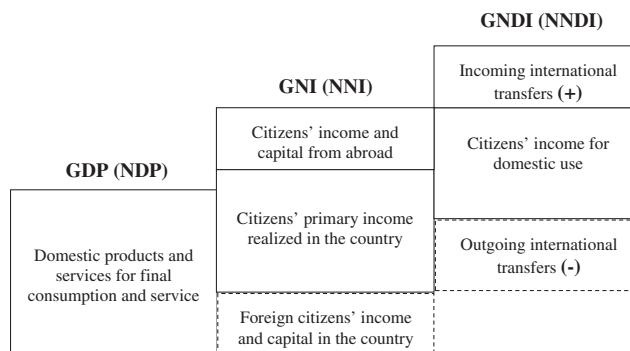 GNDI (NNDI)
Incoming international
transfers (+)
GNI (NNI)
Citizens' income and
capital from abroad
Citizens' income for
domestic use
GDP (NDP)
Citizens' primary income
realized in the country
Domestic products and
services for final
consumption and service
Outgoing international
transfers (-)
Foreign citizens' income
and capital in the country